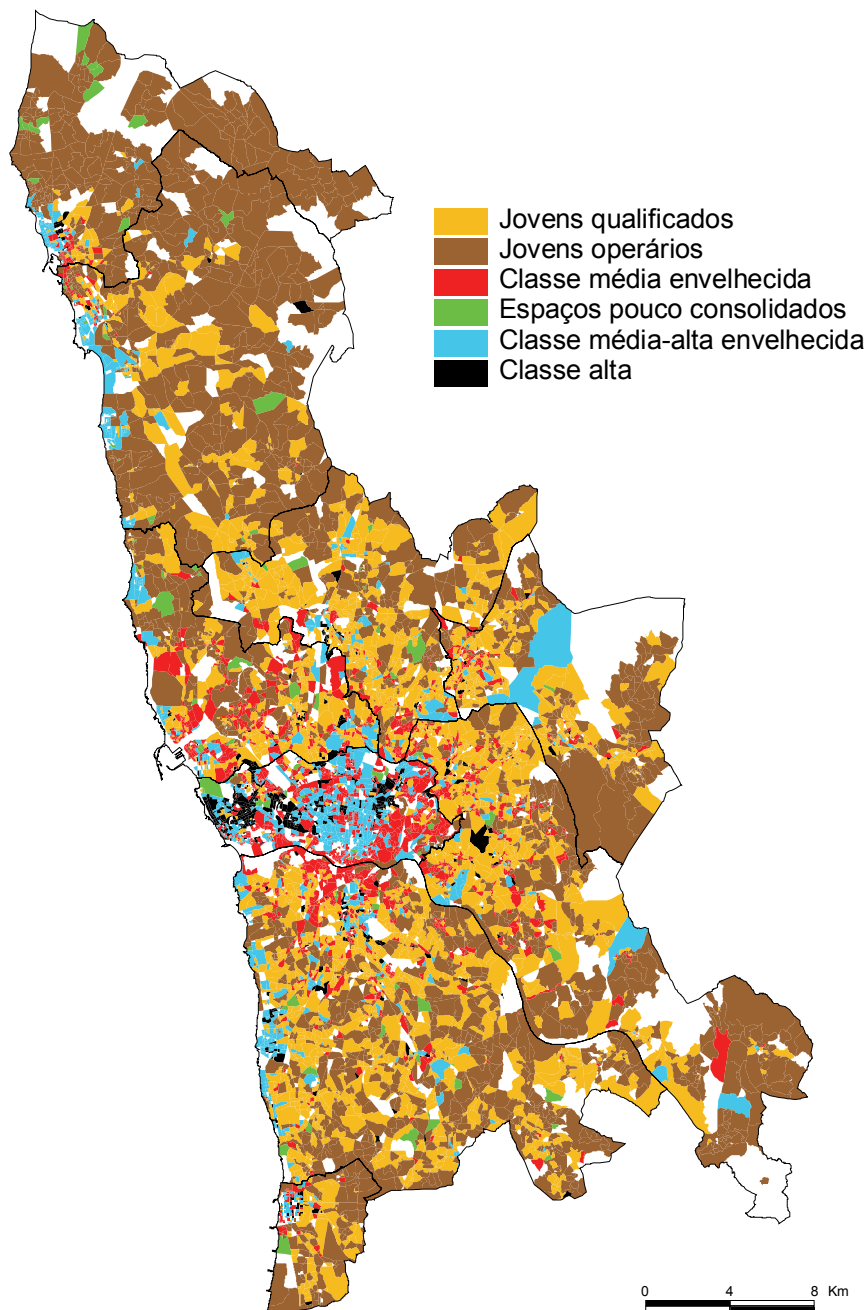 Jovens qualificados
Jovens operários
Classe média envelhecida
Espaços pouco consolidados
Classe média-alta envelhecida
Classe alta
0 4 8 Km